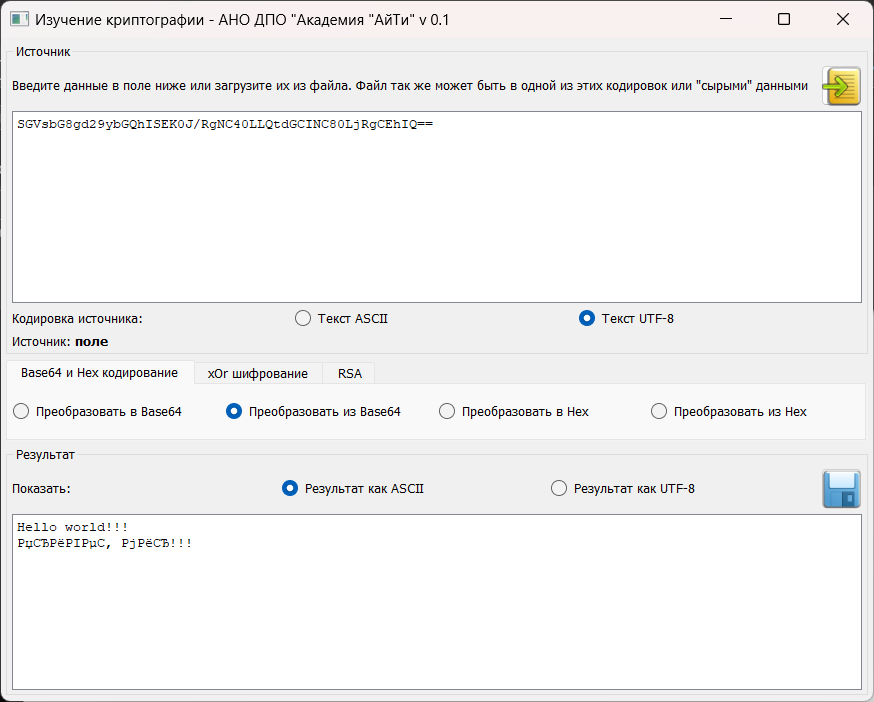 Изучение криптографии - АНО ДПО "Академия "АйТи" v 0.1
Источник
Введите данные в поле ниже или загрузите их из файла. Файл так же может быть в одной из этих кодировок или "сырыми" данными
SGVsbG8gd29ybGQhISEK0J/RgNC40LLQtdGCINC80LjRgCEhIQ==
Кодировка источника: Текст ASCII Текст UTF-8
Источник: поле
Base64 и Hex кодирование xOr шифрование RSA
Преобразовать в Base64 Преобразовать из Base64 Преобразовать в Hex Преобразовать из Hex
Результат
Показать: Результат как ASCII Результат как UTF-8
Hello world!!!
РџСЂРёРІРµС‚ РјРёСЂ!!!